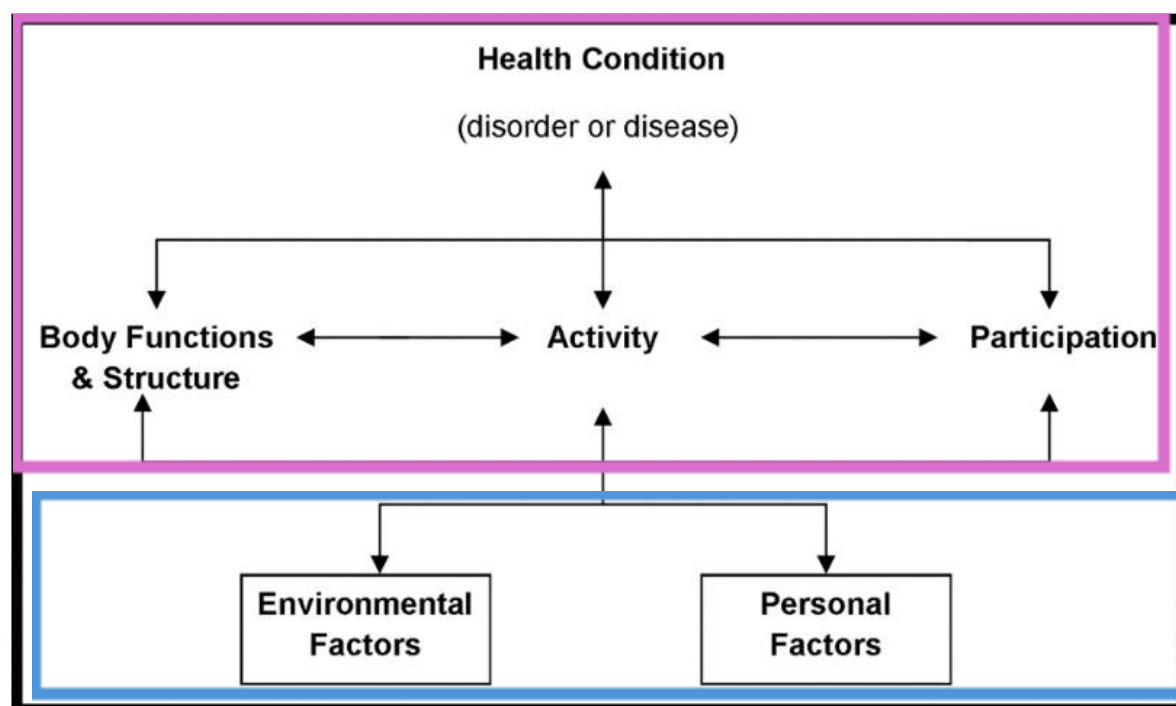 Health Condition
(disorder or disease)
Body Functions
& Structure
Activity
Participation
Environmental
Factors
Personal
Factors